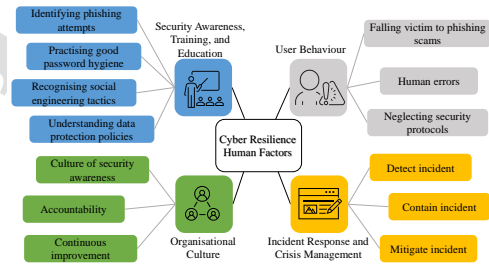 Identifying phishing
attempts
Practising good
password hygiene
Recognising social
engineering tactics
Understanding data
protection policies
Security Awareness,
Training, and
Education
User Behaviour
Falling victim to phishing
scams
Human errors
Neglecting security
protocols
Cyber Resilience
Human Factors
Culture of security
awareness
Accountability
Continuous
improvement
Organisational
Culture
Incident Response and
Crisis Management
Detect incident
Contain incident
Mitigate incident